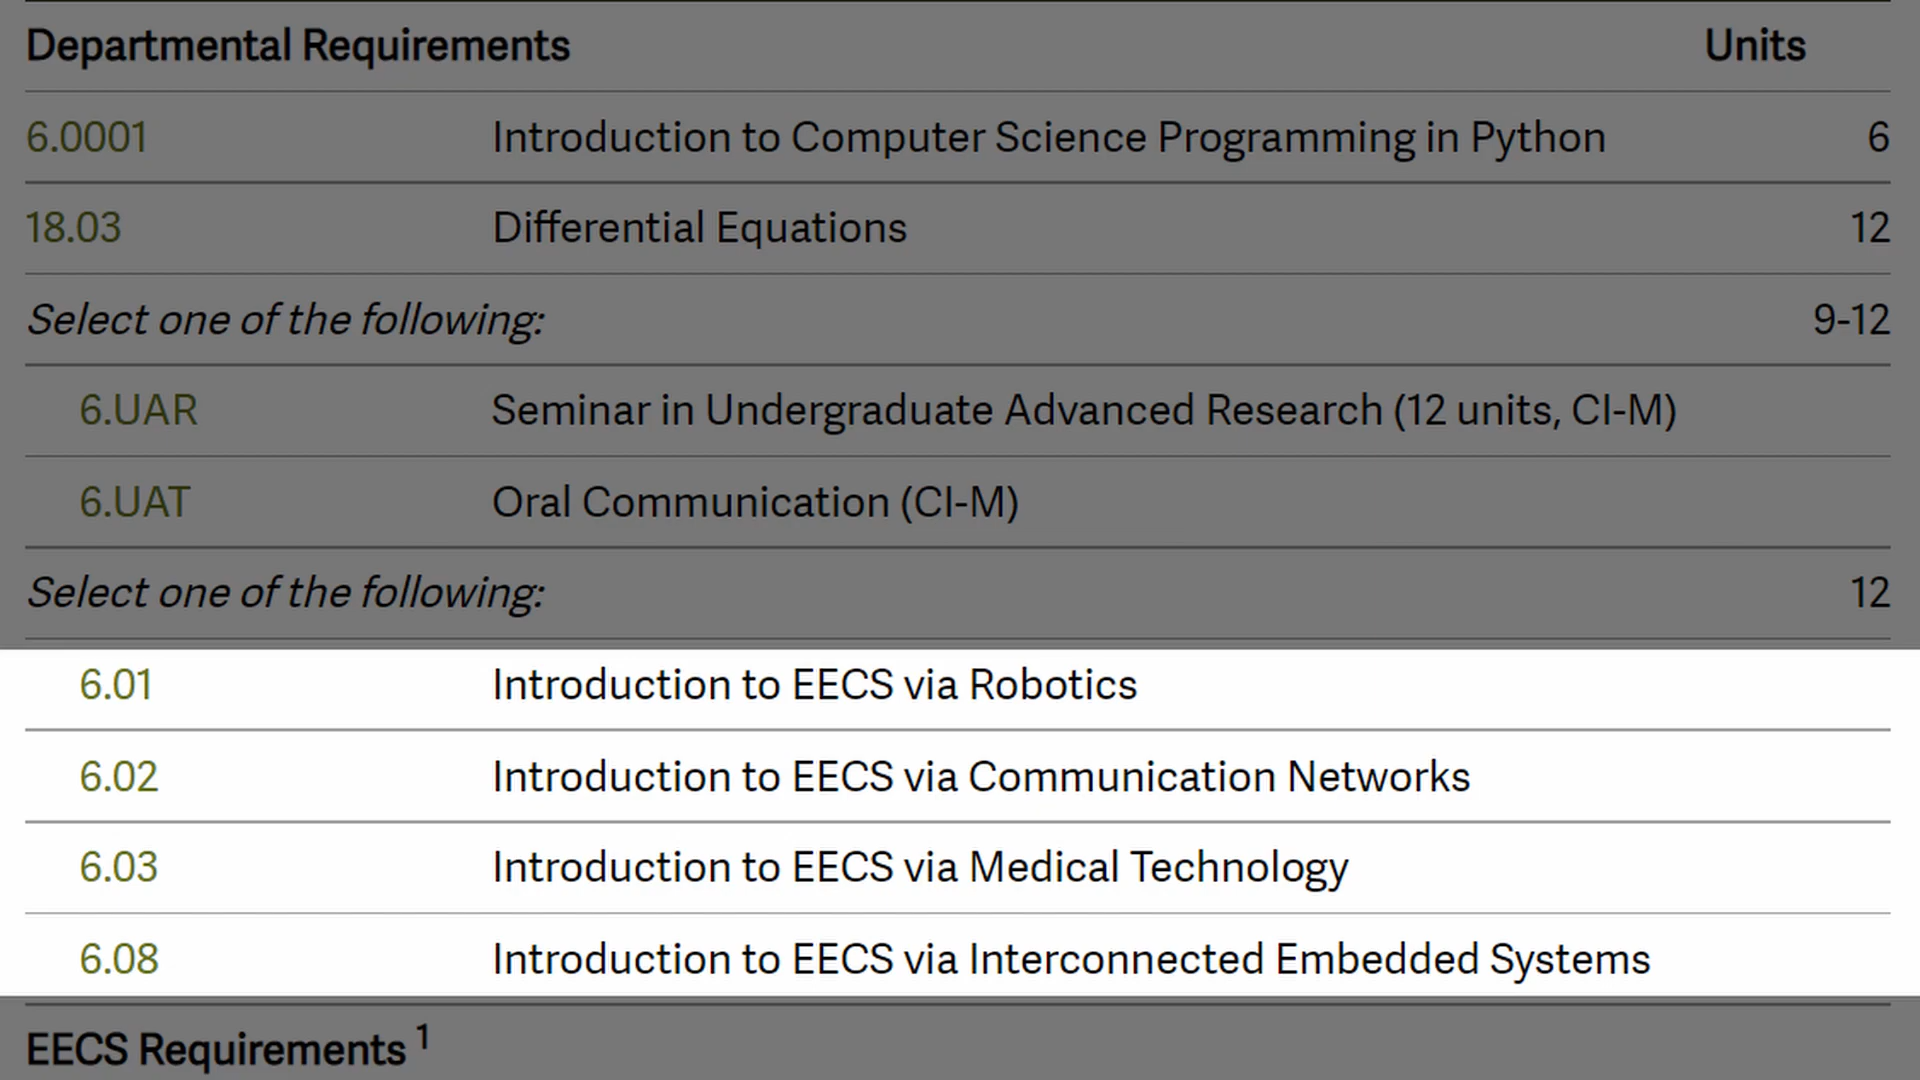 Departmental Requirements Units
6.0001 Introduction to Computer Science Programming in Python 6
18.03 Differential Equations 12
Select one of the following: 9-12
6.UAR Seminar in Undergraduate Advanced Research (12 units, CI-M)
6.UAT Oral Communication (CI-M)
Select one of the following: 12
6.01 Introduction to EECS via Robotics
6.02 Introduction to EECS via Communication Networks
6.03 Introduction to EECS via Medical Technology
6.08 Introduction to EECS via Interconnected Embedded Systems
EECS Requirements 1